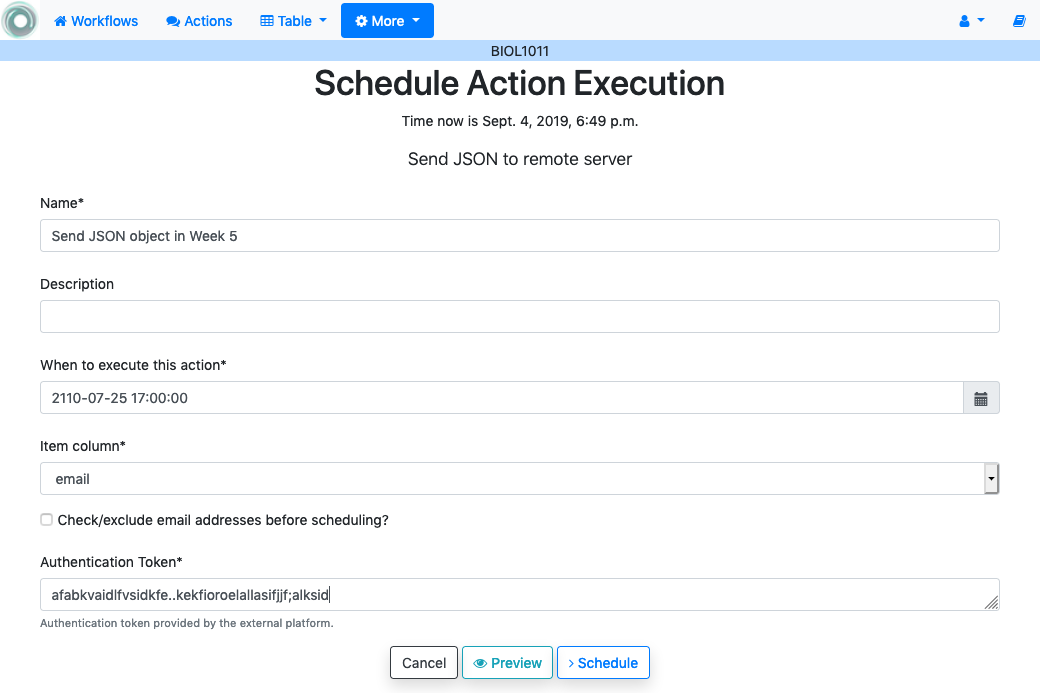 Workflows Actions Table More
BIOL1011
Schedule Action Execution
Time now is Sept. 4, 2019, 6:49 p.m.
Send JSON to remote server
Name*
Send JSON object in Week 5
Description
When to execute this action*
2110-07-25 17:00:00
Item column*
email
Check/exclude email addresses before scheduling?
Authentication Token*
afabkvaidlfvsidkfe..kekfioroelallasifjjf;alksid
Authentication token provided by the external platform.
Cancel Preview Schedule